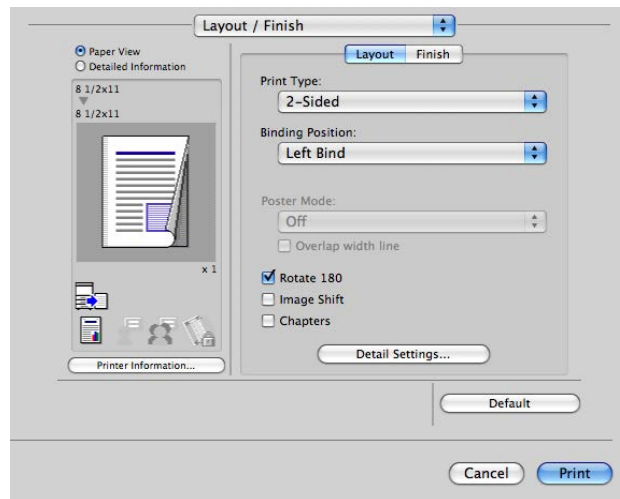 Layout / Finish
Paper View
Detailed Information
8 1/2x11
8 1/2x11
x 1
Printer Information...
Layout Finish
Print Type:
2-Sided
Binding Position:
Left Bind
Poster Mode:
Off
Overlap width line
Rotate 180
Image Shift
Chapters
Detail Settings...
Default
Cancel Print